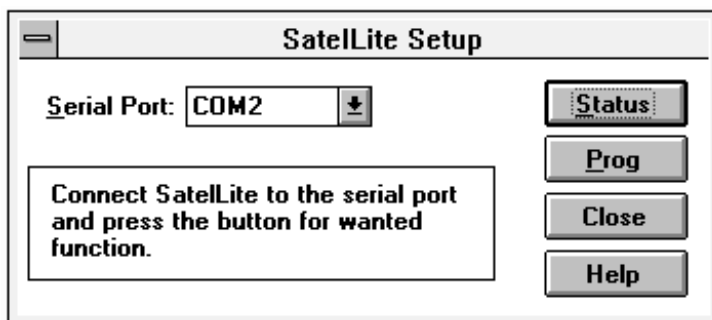 SatelLite Setup
Serial Port: COM2
Status
Prog
Connect SatelLite to the serial port
and press the button for wanted
function.
Close
Help